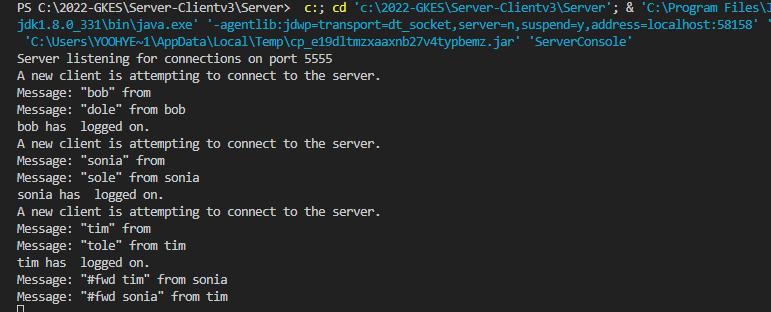 PS C:\2022-GKES\Server-Clientv3\Server>  c:; cd 'c:\2022-GKES\Server-Clientv3\Server'; & 'C:\Program Files\J
jdk1.8.0_331\bin\java.exe' '-agentlib:jdwp=transport=dt_socket,server=n,suspend=y,address=localhost:58158' '
'C:\Users\YOOHYE~1\AppData\Local\Temp\cp_e19dltmzxaaxnb27v4typbemz.jar' 'ServerConsole'
Server listening for connections on port 5555
A new client is attempting to connect to the server.
Message: "bob" from
Message: "dole" from bob
bob has  logged on.
A new client is attempting to connect to the server.
Message: "sonia" from
Message: "sole" from sonia
sonia has  logged on.
A new client is attempting to connect to the server.
Message: "tim" from
Message: "tole" from tim
tim has  logged on.
Message: "#fwd tim" from sonia
Message: "#fwd sonia" from tim